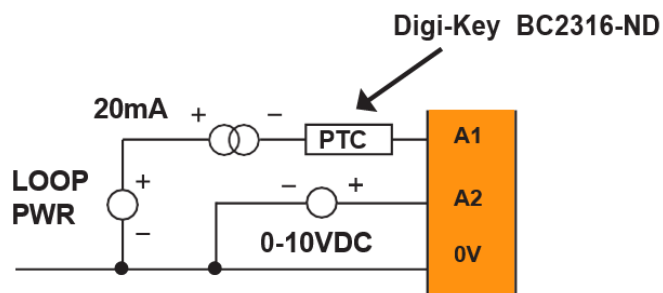 Digi-Key BC2316-ND
20mA
+
-
PTC
A1
LOOP
PWR
+
-
-
+
A2
0-10VDC
0V